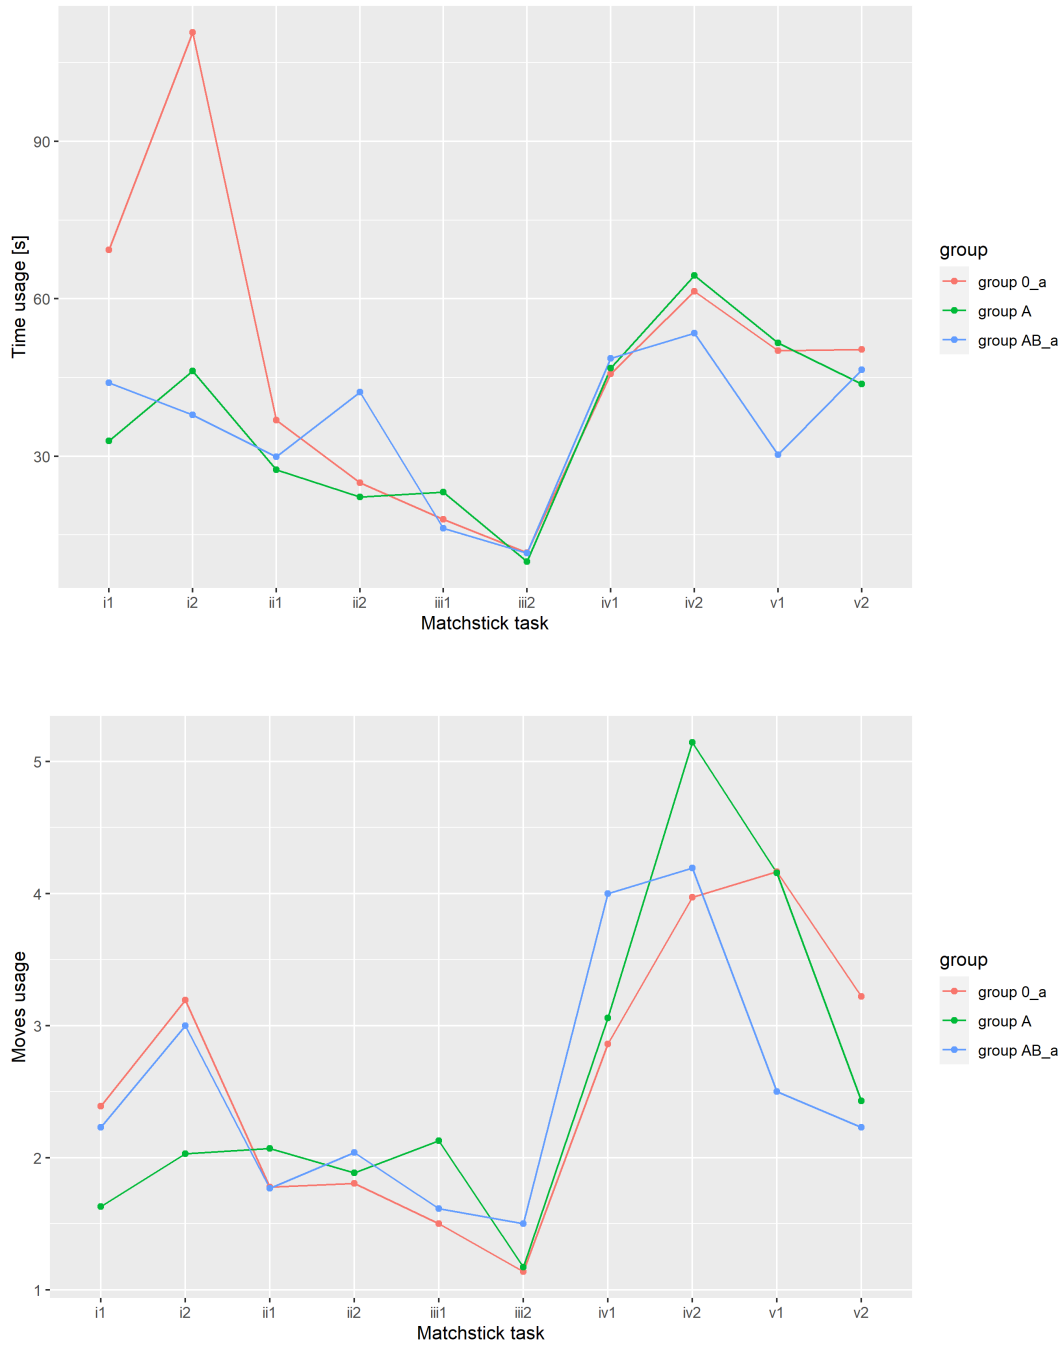 90
60
30
Time usage [s]
i1 i2 ii1 ii2 iii1 iii2 iv1 iv2 v1 v2
Matchstick task
group
group 0_a
group A
group AB_a
5
4
3
2
1
Moves usage
i1 i2 ii1 ii2 iii1 iii2 iv1 iv2 v1 v2
Matchstick task
group
group 0_a
group A
group AB_a